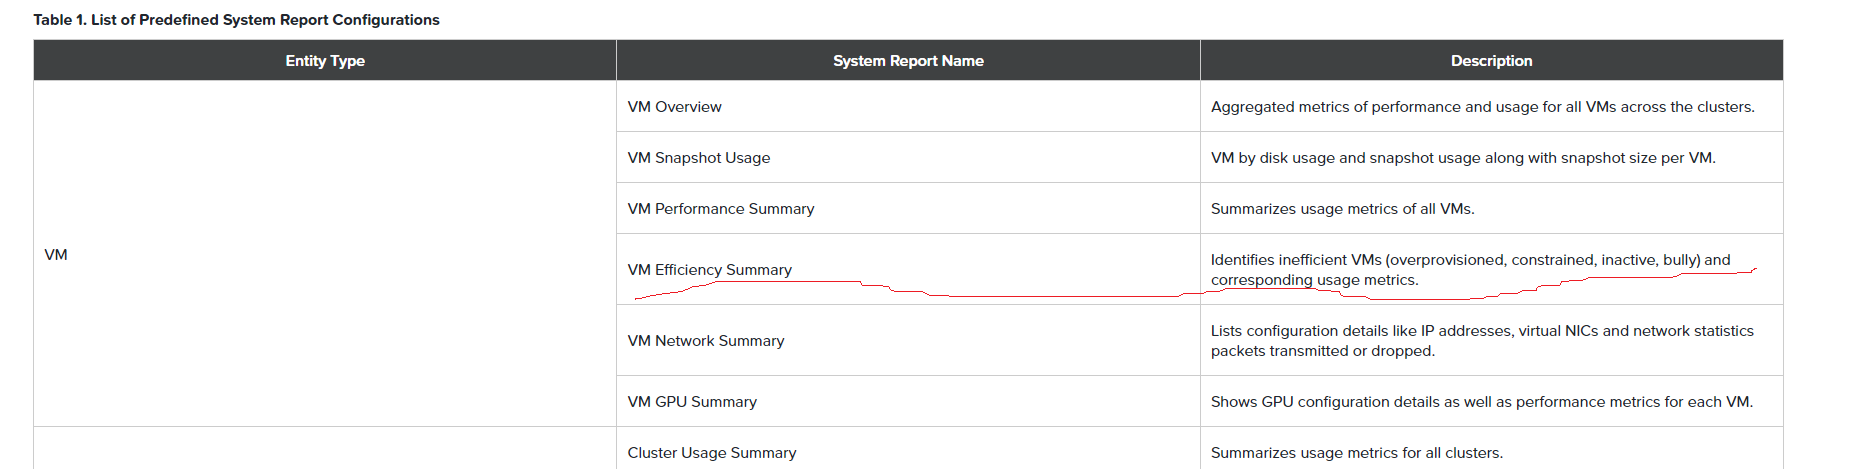 Table 1. List of Predefined System Report Configurations
Entity Type System Report Name Description
VM
VM Overview
Aggregated metrics of performance and usage for all VMs across the clusters.
VM Snapshot Usage
VM by disk usage and snapshot usage along with snapshot size per VM.
VM Performance Summary
Summarizes usage metrics of all VMs.
VM Efficiency Summary
Identifies inefficient VMs (overprovisioned, constrained, inactive, bully) and
corresponding usage metrics.
VM Network Summary
Lists configuration details like IP addresses, virtual NICs and network statistics
packets transmitted or dropped.
VM GPU Summary
Shows GPU configuration details as well as performance metrics for each VM.
Cluster Usage Summary
Summarizes usage metrics for all clusters.